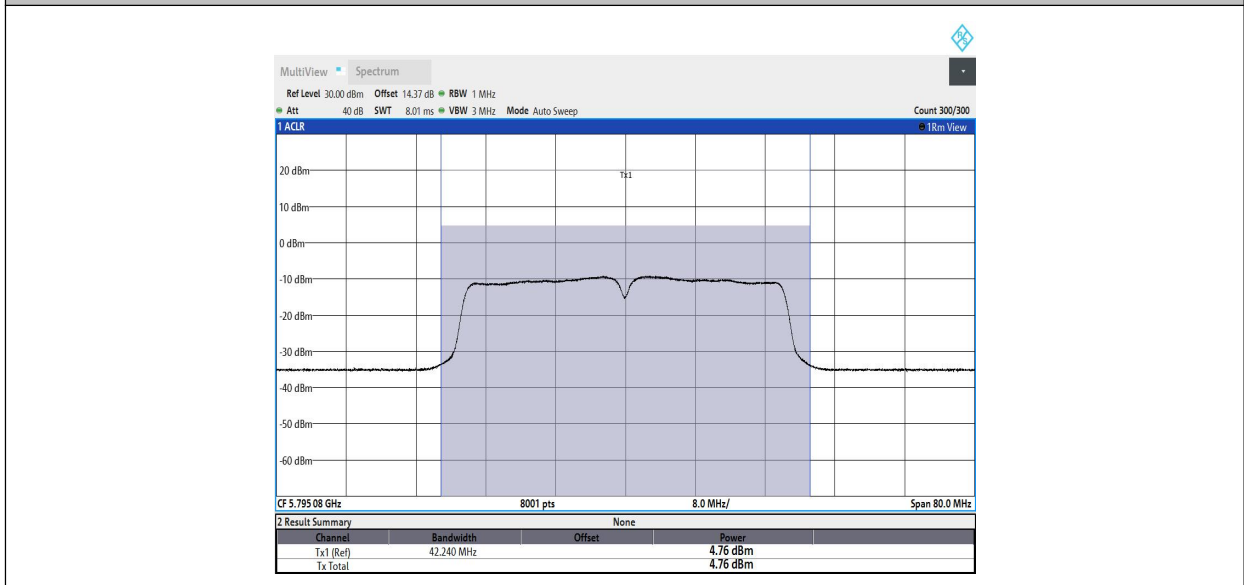 R S
MultiView Spectrum
Ref Level 30.00 dBm Offset 14.37 dB RBW 1 MHz
Att 40 dB SWT 8.01 ms VBW 3 MHz Mode Auto Sweep Count 300/300
1 ACLR 1Rm View
Tx1
20 dBm
10 dBm
0 dBm
-10 dBm
-20 dBm
-30 dBm
-40 dBm
-50 dBm
-60 dBm
CF 5.795 08 GHz 8001 pts 8.0 MHz/ Span 80.0 MHz
2 Result Summary None
Channel Bandwidth Offset Power
Tx1 (Ref) 42.240 MHz 4.76 dBm
Tx Total 4.76 dBm